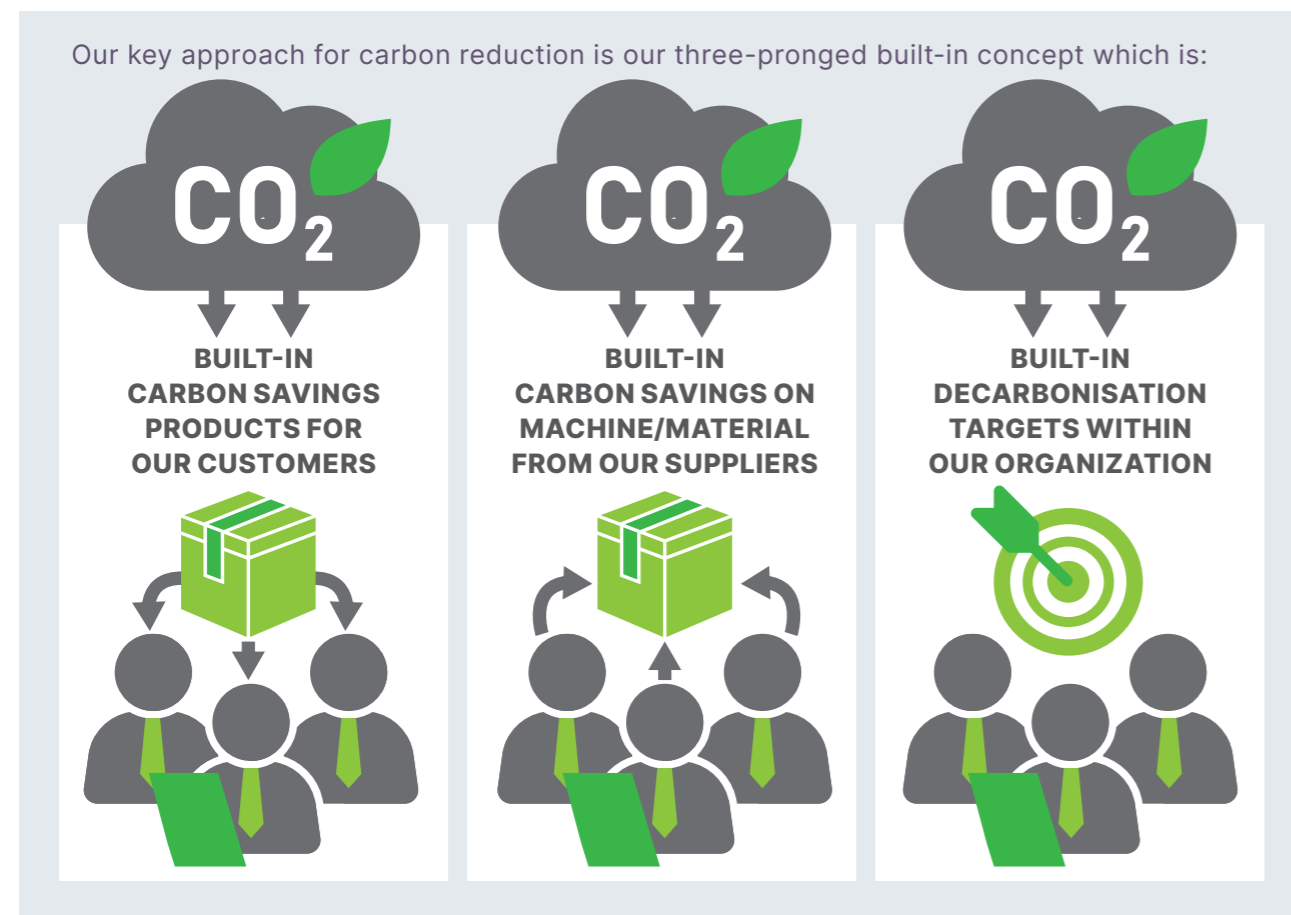 Our key approach for carbon reduction is our three-pronged built-in concept which is:
CO₂
BUILT-IN
CARBON SAVINGS
PRODUCTS FOR
OUR CUSTOMERS
CO₂
BUILT-IN
CARBON SAVINGS ON
MACHINE/MATERIAL
FROM OUR SUPPLIERS
CO₂
BUILT-IN
DECARBONISATION
TARGETS WITHIN
OUR ORGANIZATION